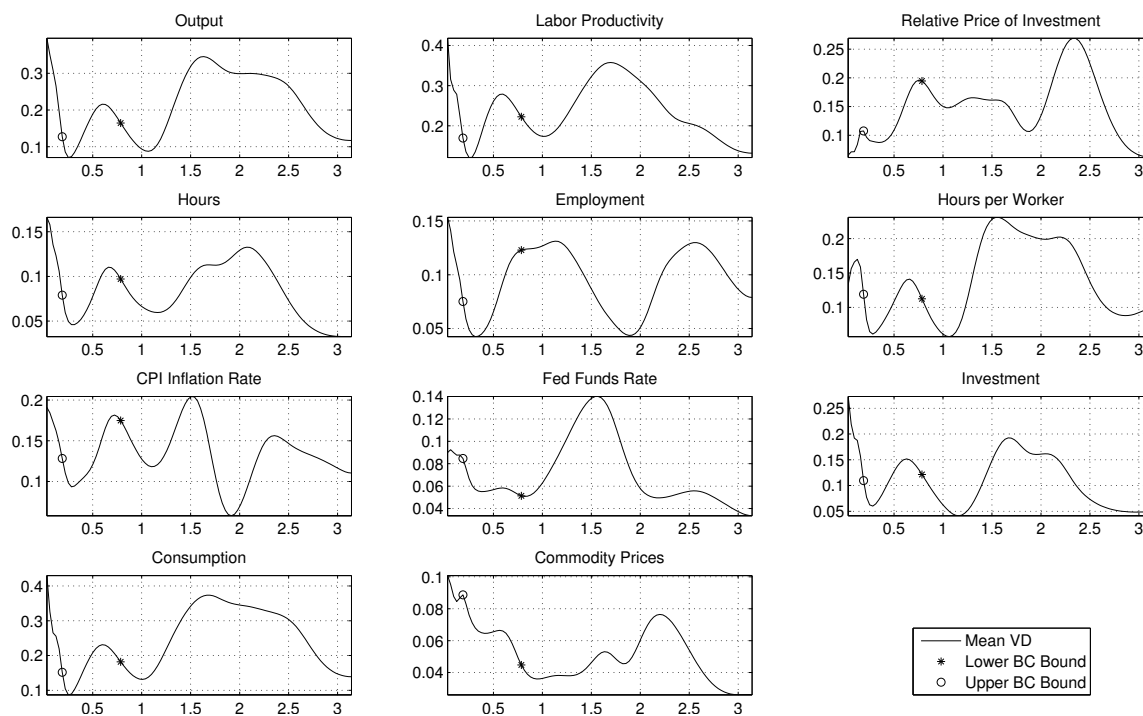 Output
0.3
0.2
0.1
0.5 1 1.5 2 2.5 3
Labor Productivity
0.4
0.3
0.2
0.5 1 1.5 2 2.5 3
Relative Price of Investment
0.25
0.2
0.15
0.1
0.5 1 1.5 2 2.5 3
Hours
0.15
0.1
0.05
0.5 1 1.5 2 2.5 3
Employment
0.15
0.1
0.05
0.5 1 1.5 2 2.5 3
Hours per Worker
0.2
0.15
0.1
0.5 1 1.5 2 2.5 3
CPI Inflation Rate
0.2
0.15
0.1
0.5 1 1.5 2 2.5 3
Fed Funds Rate
0.14
0.12
0.1
0.08
0.06
0.04
0.5 1 1.5 2 2.5 3
Investment
0.25
0.2
0.15
0.1
0.05
0.5 1 1.5 2 2.5 3
Consumption
0.4
0.3
0.2
0.1
0.5 1 1.5 2 2.5 3
Commodity Prices
0.1
0.08
0.06
0.04
0.5 1 1.5 2 2.5 3
Mean VD
Lower BC Bound
Upper BC Bound